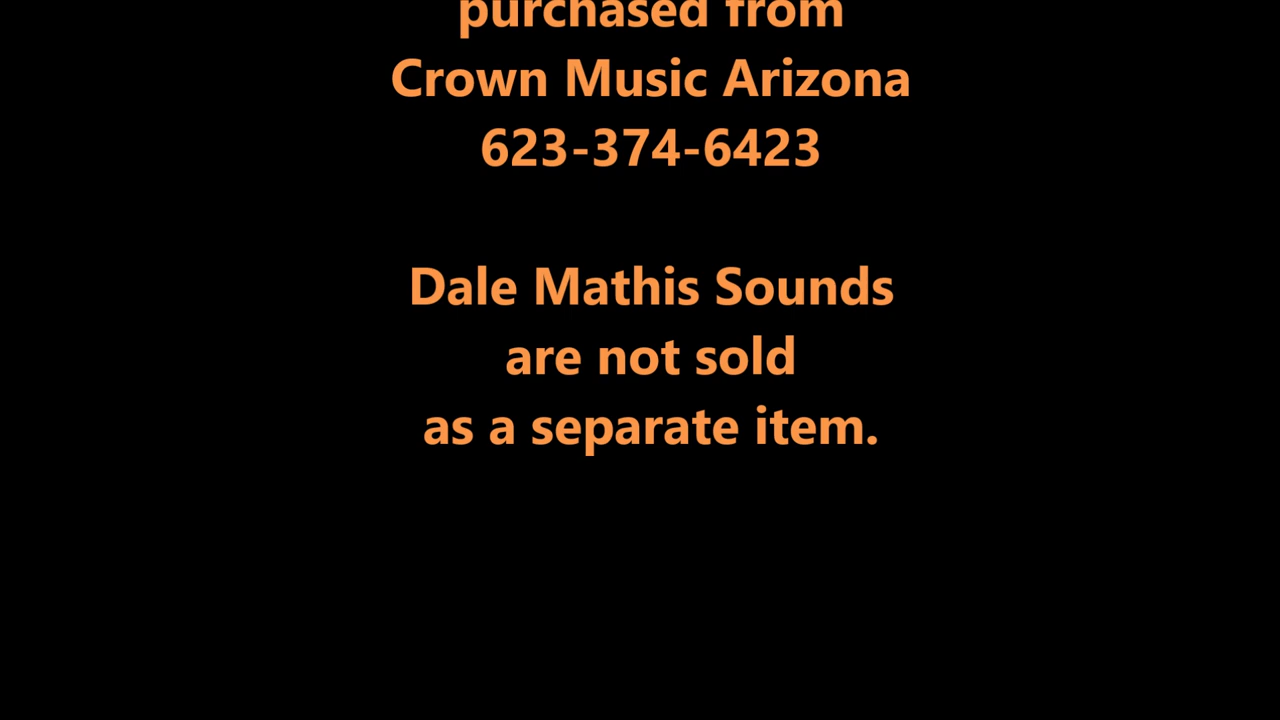 purchased from
Crown Music Arizona
623-374-6423
Dale Mathis Sounds
are not sold
as a separate item.